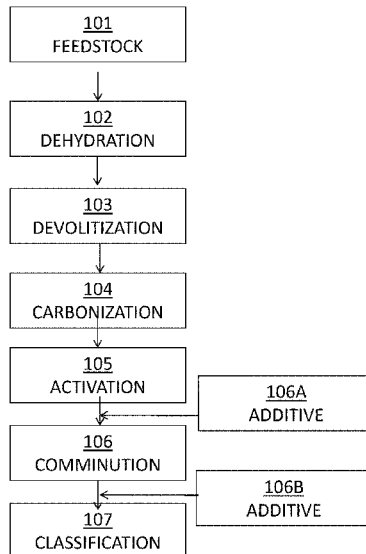 101
FEEDSTOCK
102
DEHYDRATION
103
DEVOLITIZATION
104
CARBONIZATION
105
ACTIVATION
106A
ADDITIVE
106
COMMINUTION
106B
ADDITIVE
107
CLASSIFICATION